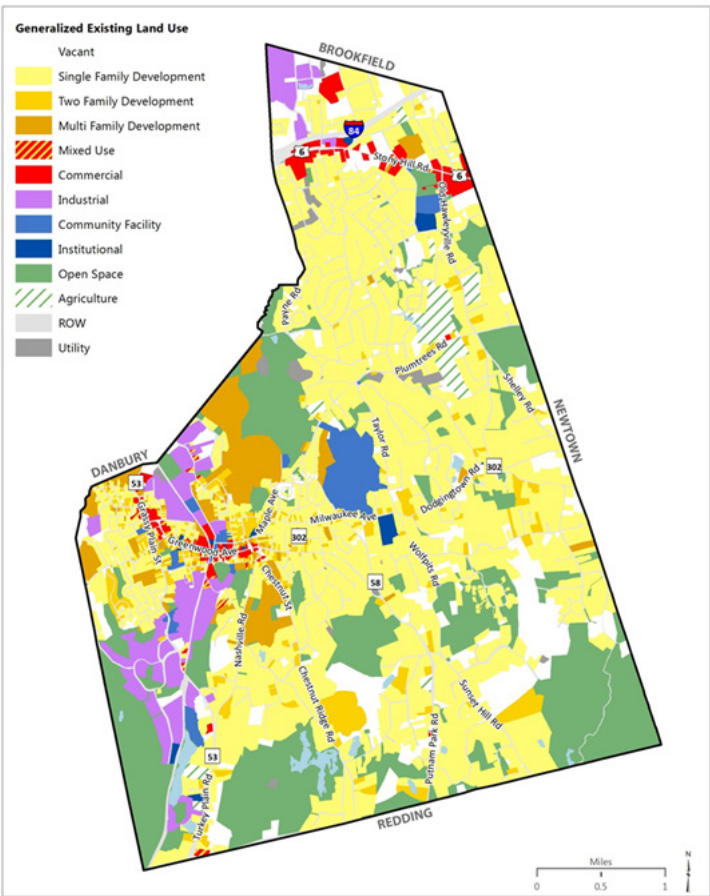 Generalized Existing Land Use
Vacant
Single Family Development
Two Family Development
Multi Family Development
Mixed Use
Commercial
Industrial
Community Facility
Institutional
Open Space
Agriculture
ROW
Utility
BROOKFIELD
84
6
Stony Hill Rd
6
Old Hawleyville Rd
Payne Rd
Plumtrees Rd
Shelley Rd
NEWTOWN
DANBURY
Taylor Rd
302
Dodgingtown Rd
53
Grassy Plain St
Maple Ave
Milwaukee Ave
302
Greenwood Ave
Wolfpits Rd
Chestnut St
58
Nashville Rd
Chestnut Ridge Rd
Sunset Hill Rd
Putnam Park Rd
53
Turkey Plain Rd
REDDING
Miles
0 0.5 1
N